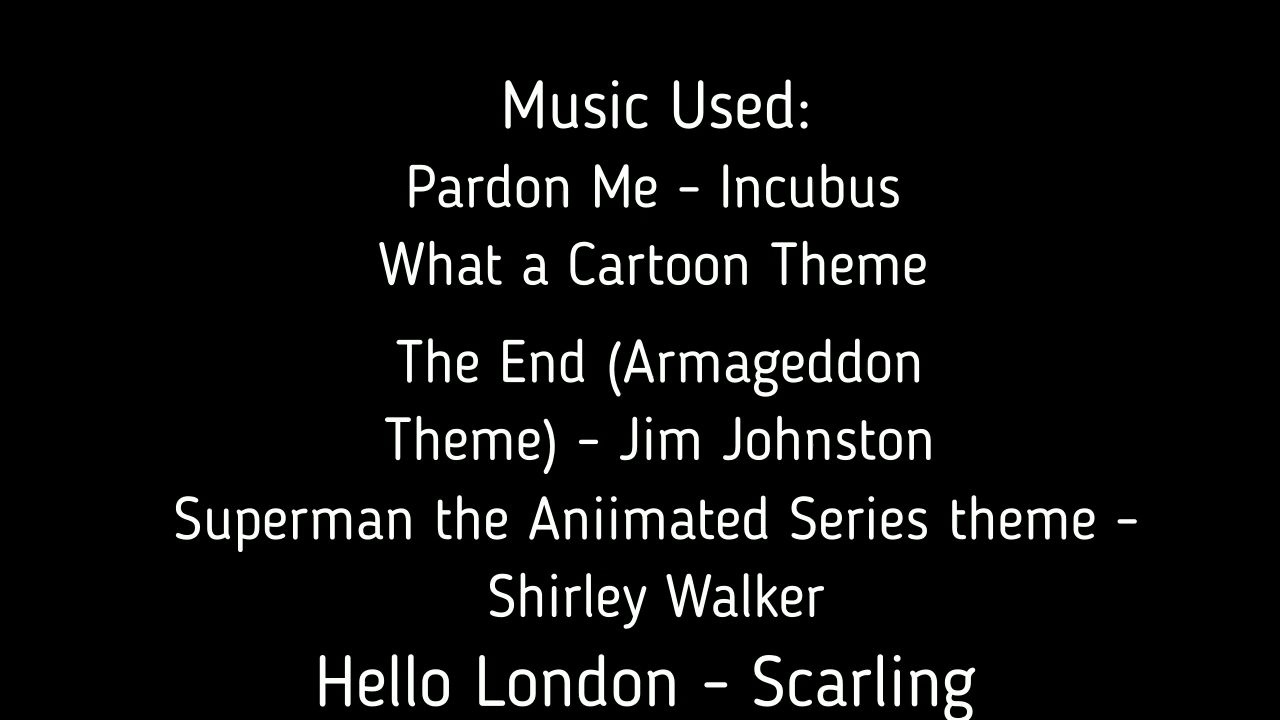 Music Used:
Pardon Me - Incubus
What a Cartoon Theme
The End (Armageddon
Theme) - Jim Johnston
Superman the Aniimated Series theme -
Shirley Walker
Hello London - Scarling